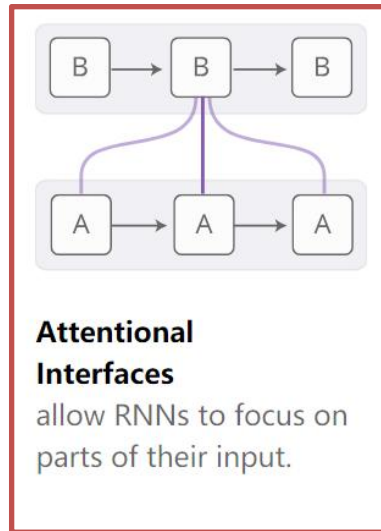 B B B
A A A
Attentional
Interfaces
allow RNNs to focus on
parts of their input.